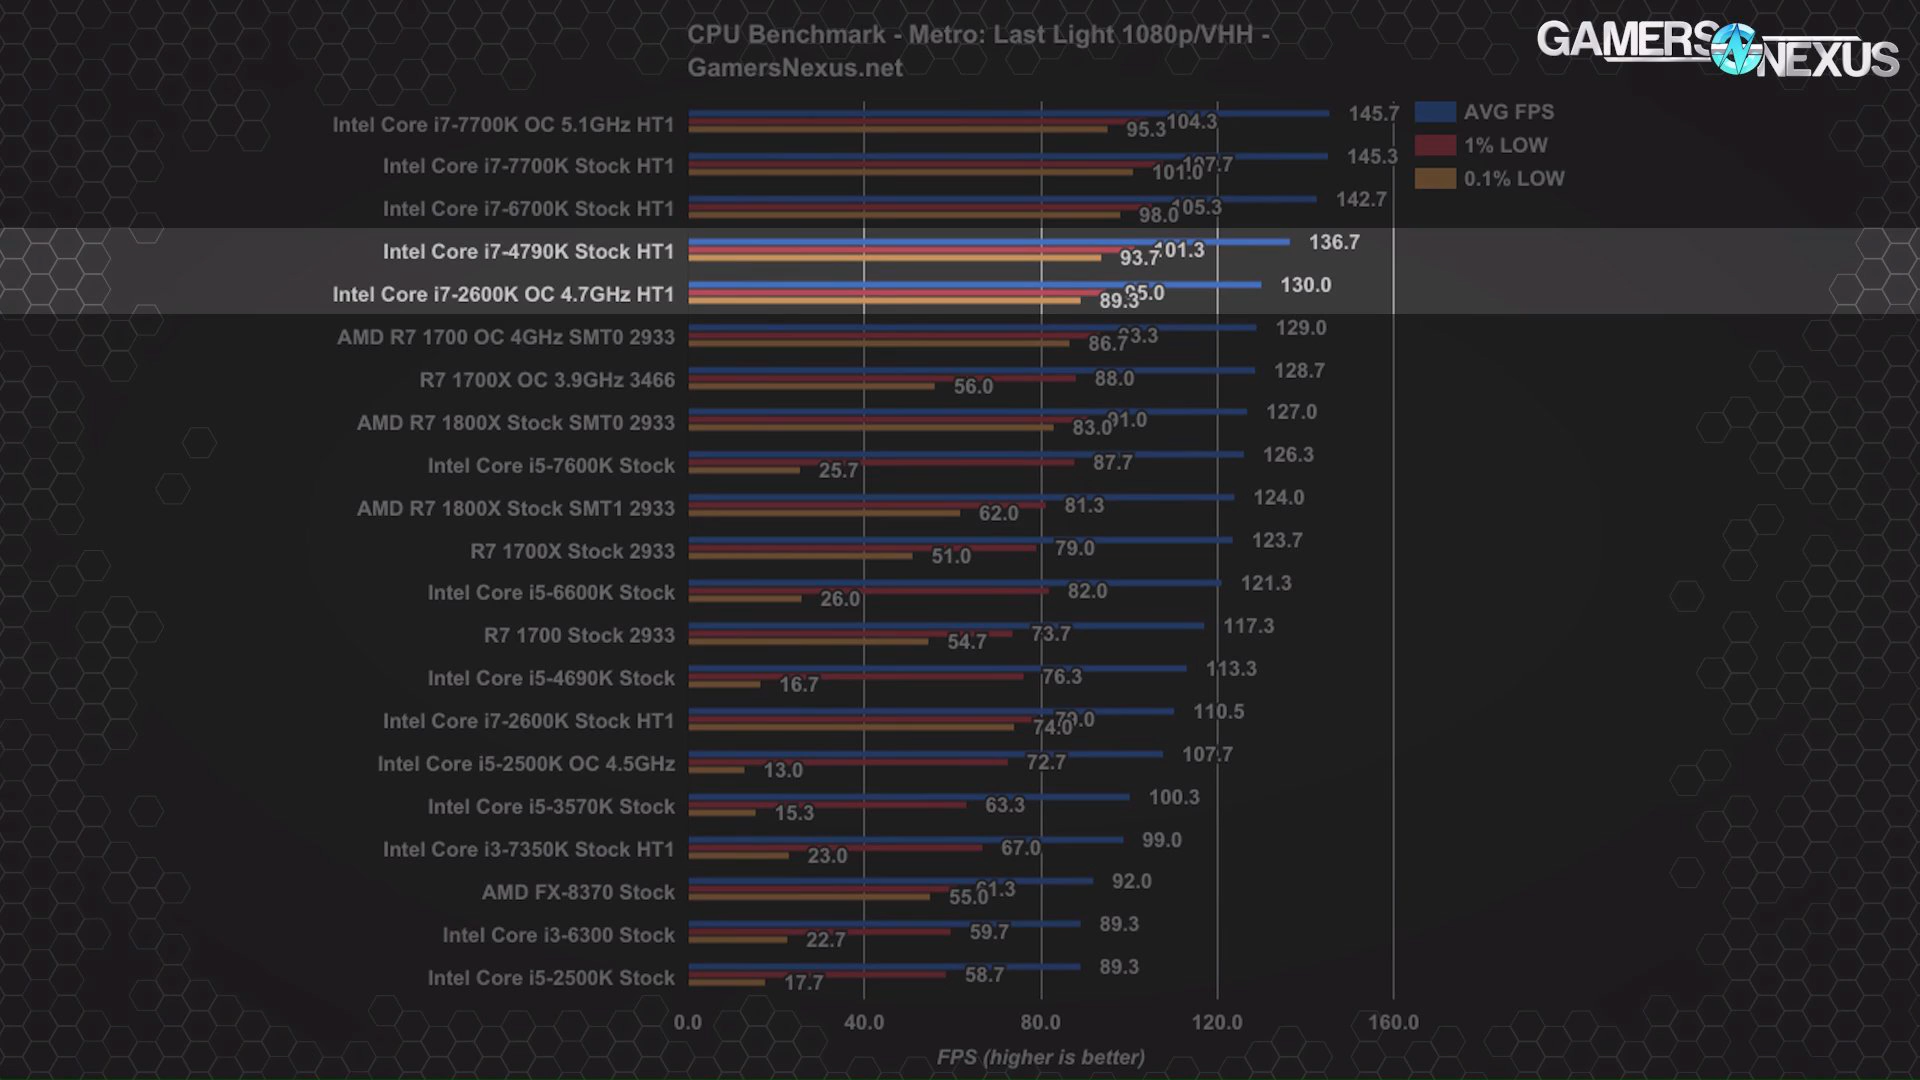 CPU Benchmark - Metro: Last Light 1080p/VHH -
GamersNexus.net
GAMERS NEXUS
AVG FPS
1% LOW
0.1% LOW
Intel Core i7-7700K OC 5.1GHz HT1 145.7 104.3 95.3
Intel Core i7-7700K Stock HT1 145.3 107.7 101.0
Intel Core i7-6700K Stock HT1 142.7 105.3 98.0
Intel Core i7-4790K Stock HT1 136.7 101.3 93.7
Intel Core i7-2600K OC 4.7GHz HT1 130.0 95.0 89.3
AMD R7 1700 OC 4GHz SMT0 2933 129.0 93.3 86.7
R7 1700X OC 3.9GHz 3466 128.7 88.0 56.0
AMD R7 1800X Stock SMT0 2933 127.0 91.0 83.0
Intel Core i5-7600K Stock 126.3 87.7 25.7
AMD R7 1800X Stock SMT1 2933 124.0 81.3 62.0
R7 1700X Stock 2933 123.7 79.0 51.0
Intel Core i5-6600K Stock 121.3 82.0 26.0
R7 1700 Stock 2933 117.3 73.7 54.7
Intel Core i5-4690K Stock 113.3 76.3 16.7
Intel Core i7-2600K Stock HT1 110.5 79.0 74.0
Intel Core i5-2500K OC 4.5GHz 107.7 72.7 13.0
Intel Core i5-3570K Stock 100.3 63.3 15.3
Intel Core i3-7350K Stock HT1 99.0 67.0 23.0
AMD FX-8370 Stock 92.0 61.3 55.0
Intel Core i3-6300 Stock 89.3 59.7 22.7
Intel Core i5-2500K Stock 89.3 58.7 17.7
0.0 40.0 80.0 120.0 160.0
FPS (higher is better)